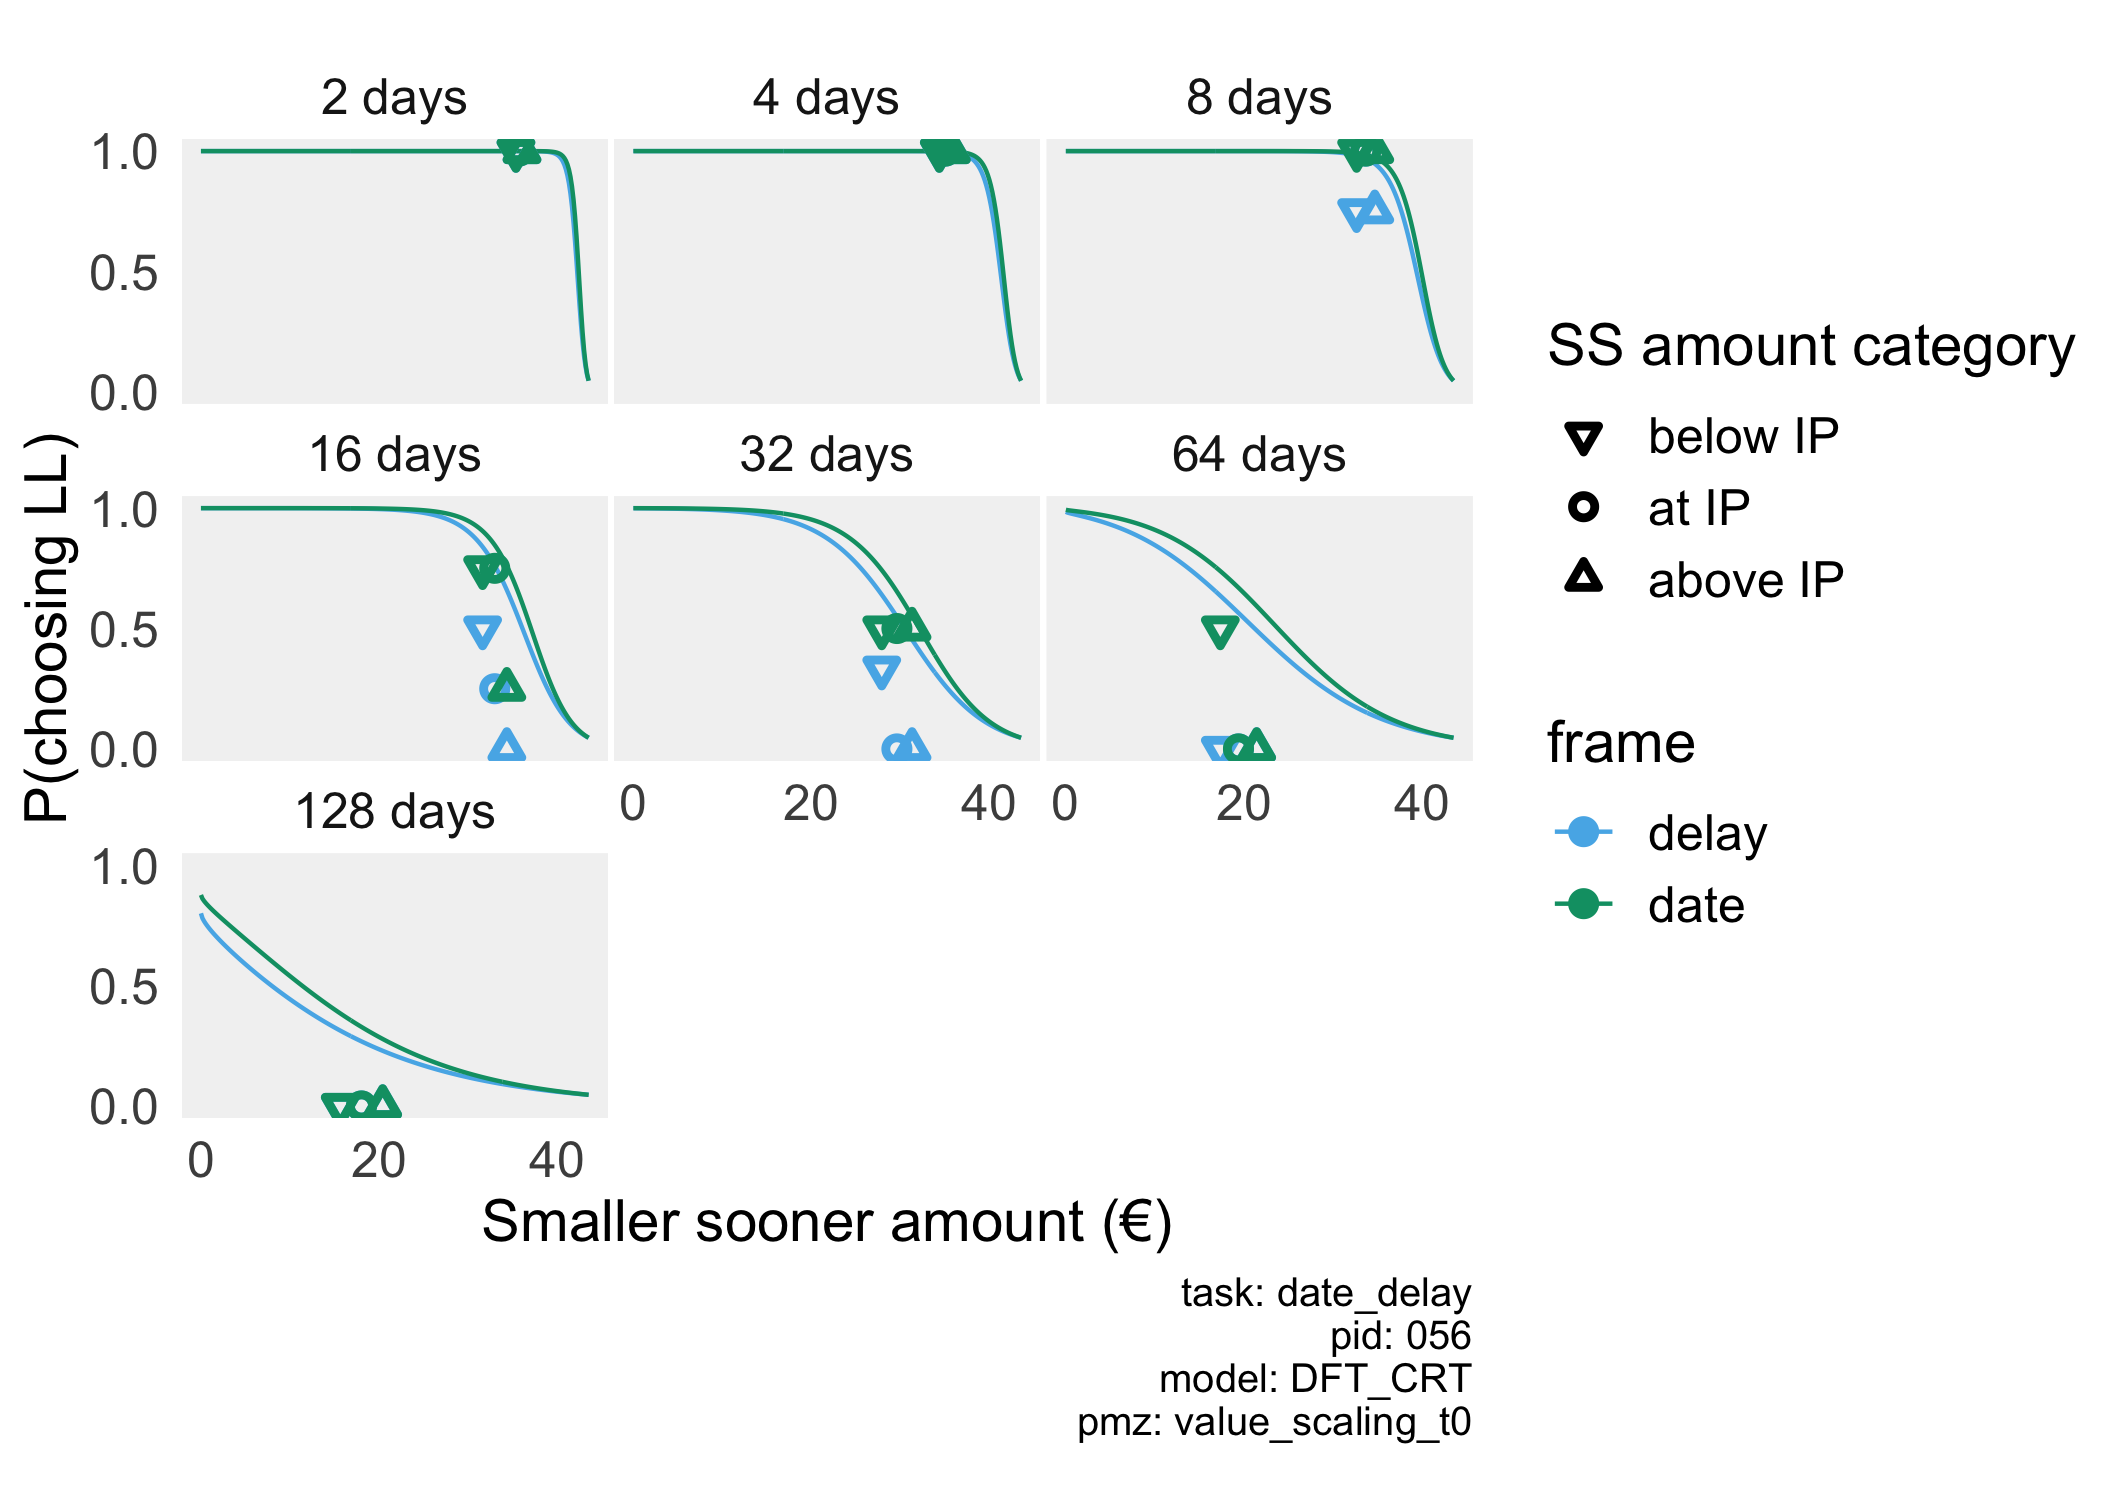 2 days
4 days
8 days
1.0
0.5
0.0
16 days
32 days
64 days
1.0
0.5
0.0
P(choosing LL)
128 days
0 20 40
0 20 40
1.0
0.5
0.0
0 20 40
Smaller sooner amount (€)
SS amount category
below IP
at IP
above IP
frame
delay
date
task: date_delay
pid: 056
model: DFT_CRT
pmz: value_scaling_t0